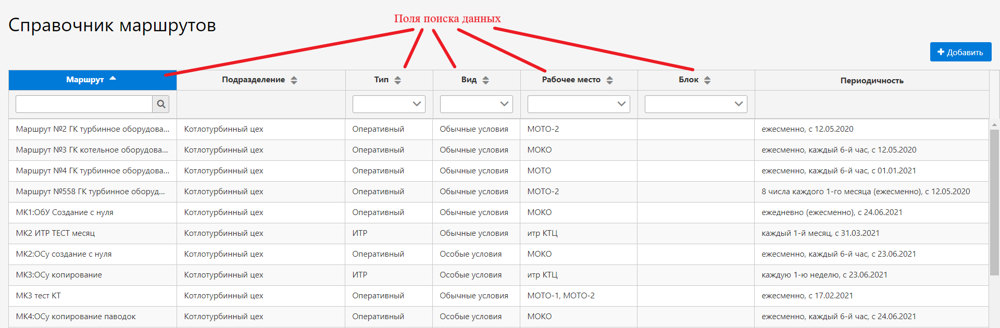 Поля поиска данных
Справочник маршрутов
Добавить
Маршрут Подразделение Тип Вид Рабочее место Блок Периодичность
Маршрут №2 ГК турбинное оборудова... Котлотурбинный цех Оперативный Обычные условия МОТО-2 ежесменно, с 12.05.2020
Маршрут №3 ГК котельное оборудова... Котлотурбинный цех Оперативный Обычные условия МОКО ежесменно, каждый 6-й час, с 12.05.2020
Маршрут №4 ГК турбинное оборудова... Котлотурбинный цех Оперативный Обычные условия МОТО ежесменно, каждый 6-й час, с 01.01.2021
Маршрут №558 ГК турбинное оборуд... Котлотурбинный цех Оперативный Обычные условия МОТО-2 8 числа каждого 1-го месяца (ежесменно), с 12.05.2020
МК1:ОбУ Создание с нуля Котлотурбинный цех Оперативный Обычные условия МОКО ежедневно (ежесменно), с 24.06.2021
МК2 ИТР ТЕСТ месяц Котлотурбинный цех ИТР Обычные условия итр КТЦ каждый 1-й месяц, с 31.03.2021
МК2:ОСу создание с нуля Котлотурбинный цех Оперативный Особые условия МОКО ежесменно, каждый 6-й час, с 23.06.2021
МК3:ОСу копирование Котлотурбинный цех ИТР Особые условия итр КТЦ каждую 1-ю неделю, с 23.06.2021
МК3 тест КТ Котлотурбинный цех Оперативный Обычные условия МОТО-1, МОТО-2 ежесменно, с 17.02.2021
МК4:ОСу копирование паводок Котлотурбинный цех Оперативный Особые условия МОКО ежесменно, каждый 6-й час, с 24.06.2021